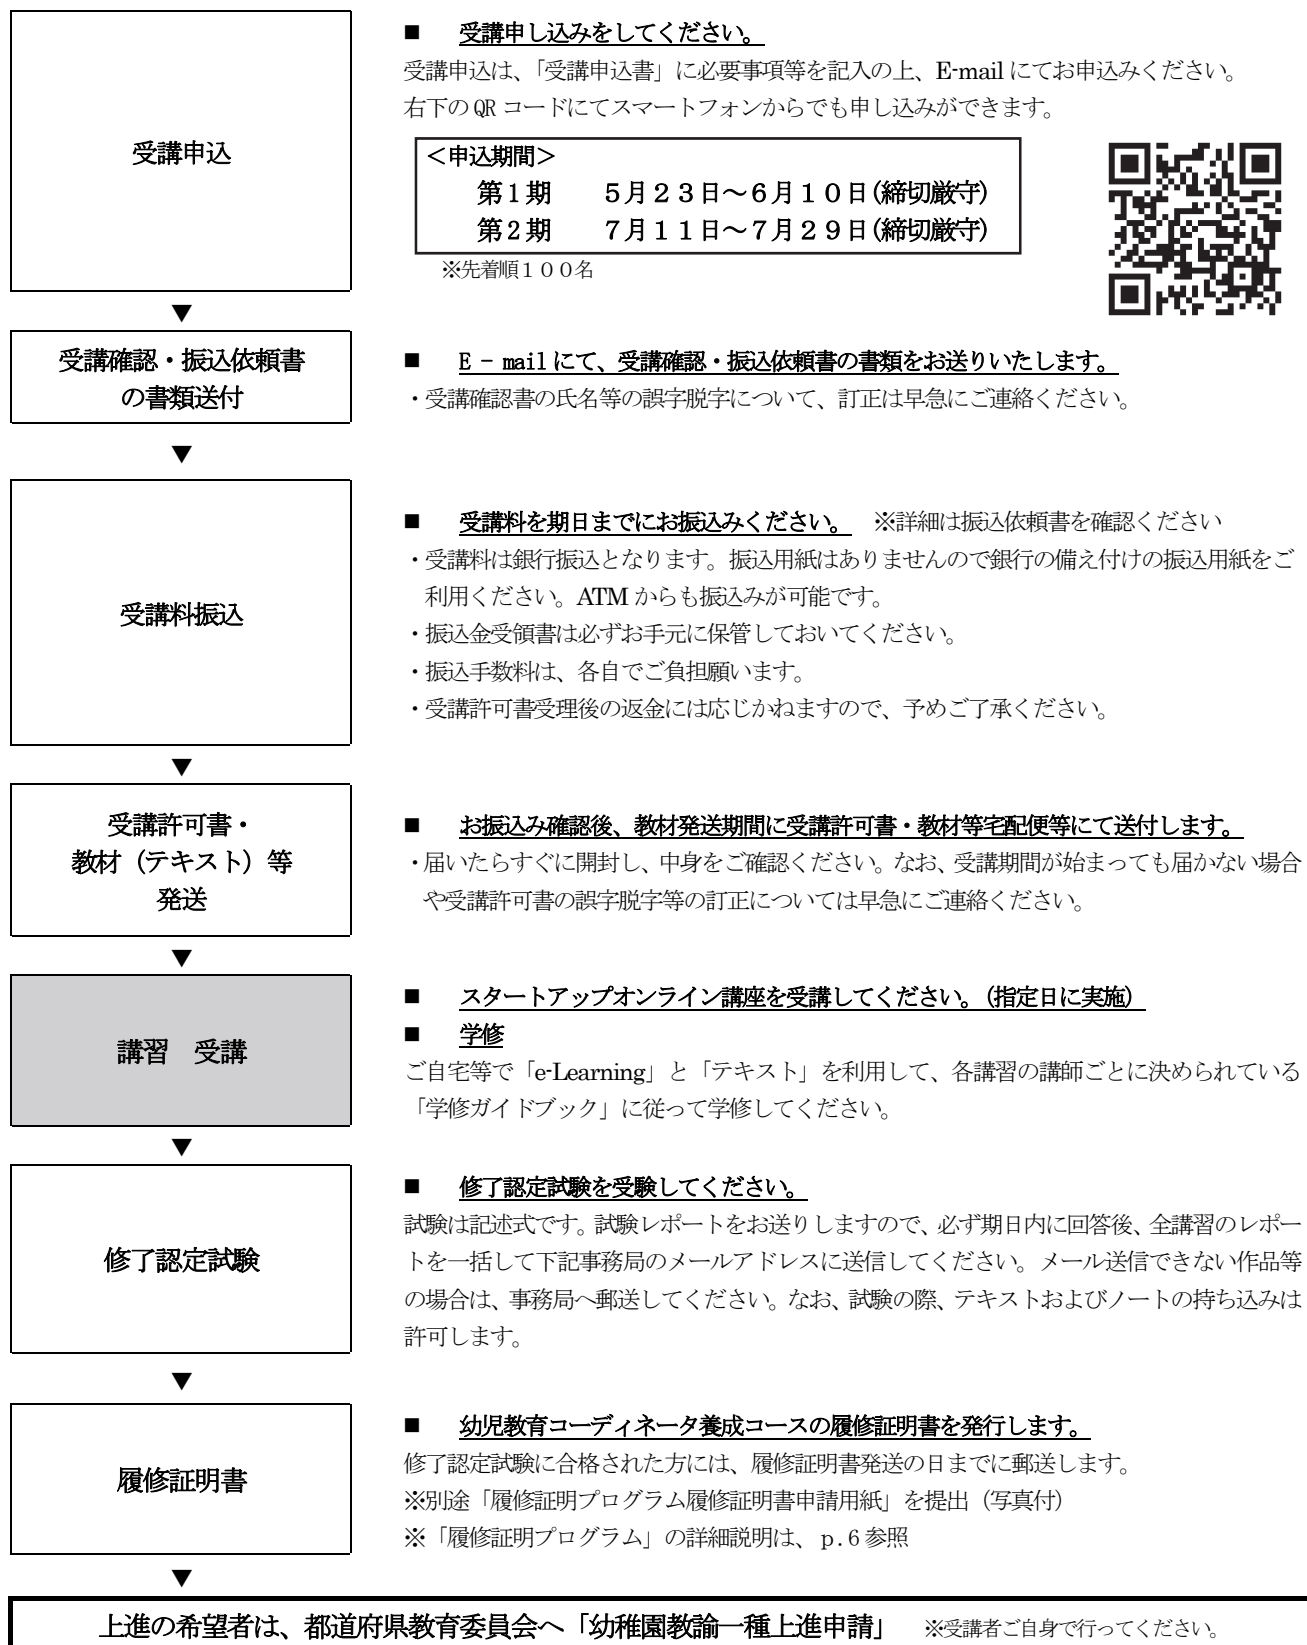 受講申込
■ 受講申し込みをしてください。
受講申込は、「受講申込書」に必要事項等を記入の上、E-mail にてお申込みください。
右下の QR コードにてスマートフォンからでも申し込みができます。
＜申込期間＞
第１期　５月２３日～６月１０日(締切厳守)
第２期　７月１１日～７月２９日(締切厳守)
※先着順１００名
▼
受講確認・振込依頼書
の書類送付
■ E － mail にて、受講確認・振込依頼書の書類をお送りいたします。
・受講確認書の氏名等の誤字脱字について、訂正は早急にご連絡ください。
▼
受講料振込
■ 受講料を期日までにお振込みください。　※詳細は振込依頼書を確認ください
・受講料は銀行振込となります。振込用紙はありませんので銀行の備え付けの振込用紙をご
利用ください。ATM からも振込みが可能です。
・振込金受領書は必ずお手元に保管しておいてください。
・振込手数料は、各自でご負担願います。
・受講許可書受理後の返金には応じかねますので、予めご了承ください。
▼
受講許可書・
教材（テキスト）等
発送
■ お振込み確認後、教材発送期間に受講許可書・教材等宅配便等にて送付します。
・届いたらすぐに開封し、中身をご確認ください。なお、受講期間が始まっても届かない場合
や受講許可書の誤字脱字等の訂正については早急にご連絡ください。
▼
講習　受講
■ スタートアップオンライン講座を受講してください。(指定日に実施)
■ 学修
ご自宅等で「e-Learning」と「テキスト」を利用して、各講習の講師ごとに決められている
「学修ガイドブック」に従って学修してください。
▼
修了認定試験
■ 修了認定試験を受験してください。
試験は記述式です。試験レポートをお送りしますので、必ず期日内に回答後、全講習のレポー
トを一括して下記事務局のメールアドレスに送信してください。メール送信できない作品等
の場合は、事務局へ郵送してください。なお、試験の際、テキストおよびノートの持ち込みは
許可します。
▼
履修証明書
■ 幼児教育コーディネータ養成コースの履修証明書を発行します。
修了認定試験に合格された方には、履修証明書発送の日までに郵送します。
※別途「履修証明プログラム履修証明書申請用紙」を提出（写真付）
※「履修証明プログラム」の詳細説明は、ｐ.６参照
▼
上進の希望者は、都道府県教育委員会へ「幼稚園教諭一種上進申請」　※受講者ご自身で行ってください。